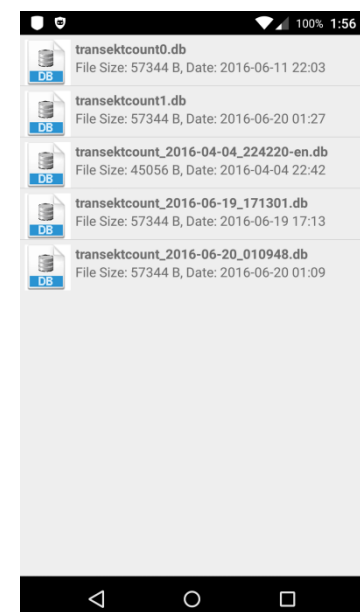 100% 1:56
transektcount0.db
File Size: 57344 B, Date: 2016-06-11 22:03
DB
transektcount1.db
File Size: 57344 B, Date: 2016-06-20 01:27
DB
transektcount_2016-04-04_224220-en.db
File Size: 45056 B, Date: 2016-04-04 22:42
DB
transektcount_2016-06-19_171301.db
File Size: 57344 B, Date: 2016-06-19 17:13
DB
transektcount_2016-06-20_010948.db
File Size: 57344 B, Date: 2016-06-20 01:09
DB